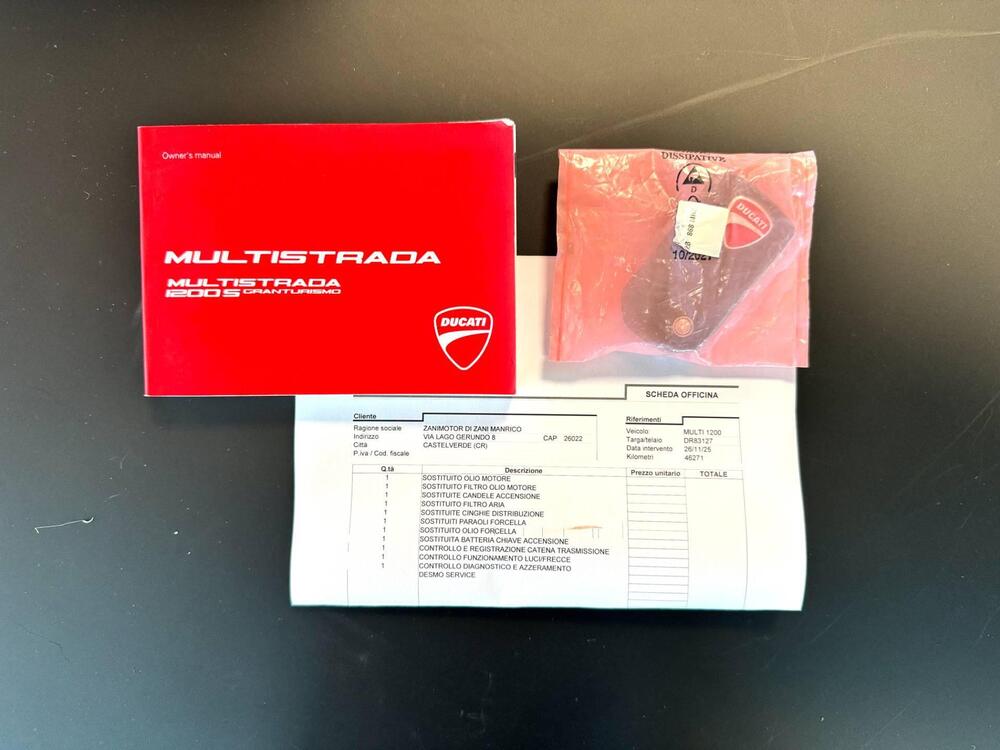 Owner's manual
MULTISTRADA
MULTISTRADA
1200 S GRANTURISMO
DUCATI
DISSIPATIVE
D
DUCATI
868
10/2021
SCHEDA OFFICINA
Cliente
Ragione sociale ZANIMOTOR DI ZANI MANRICO
Indirizzo VIA LAGO GERUNDO 8 CAP 26022
Città CASTELVERDE (CR)
P.iva / Cod. fiscale
Riferimenti
Veicolo MULTI 1200
Targa/telaio DR83127
Data intervento 26/11/25
Kilometri 46271
Q.tà Descrizione Prezzo unitario TOTALE
1 SOSTITUITO OLIO MOTORE
1 SOSTITUITO FILTRO OLIO MOTORE
1 SOSTITUITE CANDELE ACCENSIONE
1 SOSTITUITO FILTRO ARIA
1 SOSTITUITE CINGHIE DISTRIBUZIONE
1 SOSTITUITI PARAOLI FORCELLA
1 SOSTITUITO OLIO FORCELLA
1 SOSTITUITA BATTERIA CHIAVE ACCENSIONE
1 CONTROLLO E REGISTRAZIONE CATENA TRASMISSIONE
1 CONTROLLO FUNZIONAMENTO LUCI/FRECCE
1 CONTROLLO DIAGNOSTICO E AZZERAMENTO
DESMO SERVICE